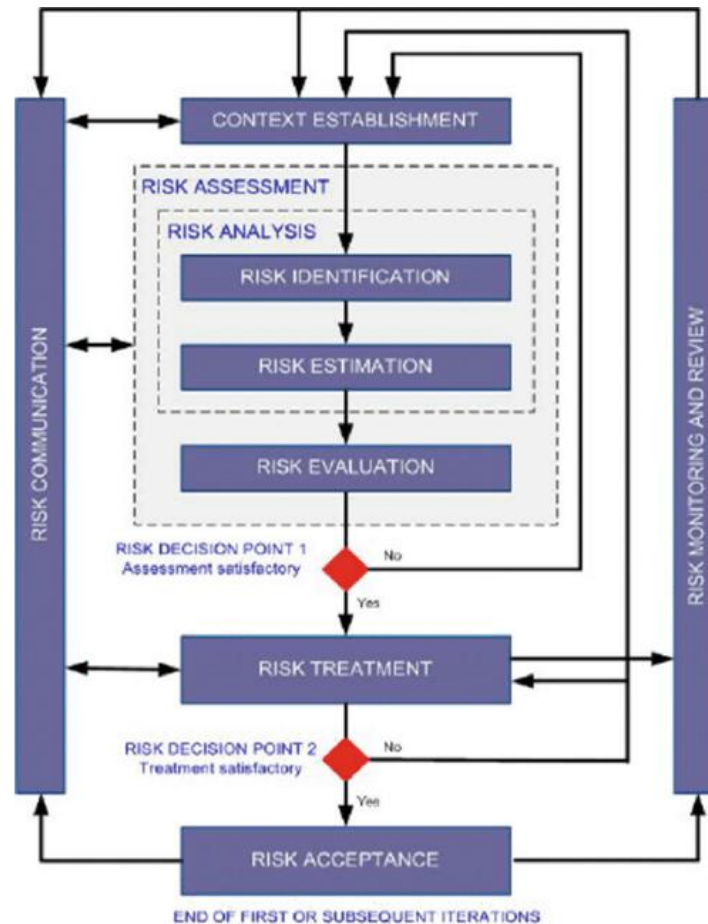 CONTEXT ESTABLISHMENT
RISK ASSESSMENT
RISK ANALYSIS
RISK IDENTIFICATION
RISK ESTIMATION
RISK EVALUATION
RISK COMMUNICATION
RISK MONITORING AND REVIEW
RISK DECISION POINT 1
Assessment satisfactory
No
Yes
RISK TREATMENT
RISK DECISION POINT 2
Treatment satisfactory
No
Yes
RISK ACCEPTANCE
END OF FIRST OR SUBSEQUENT ITERATIONS